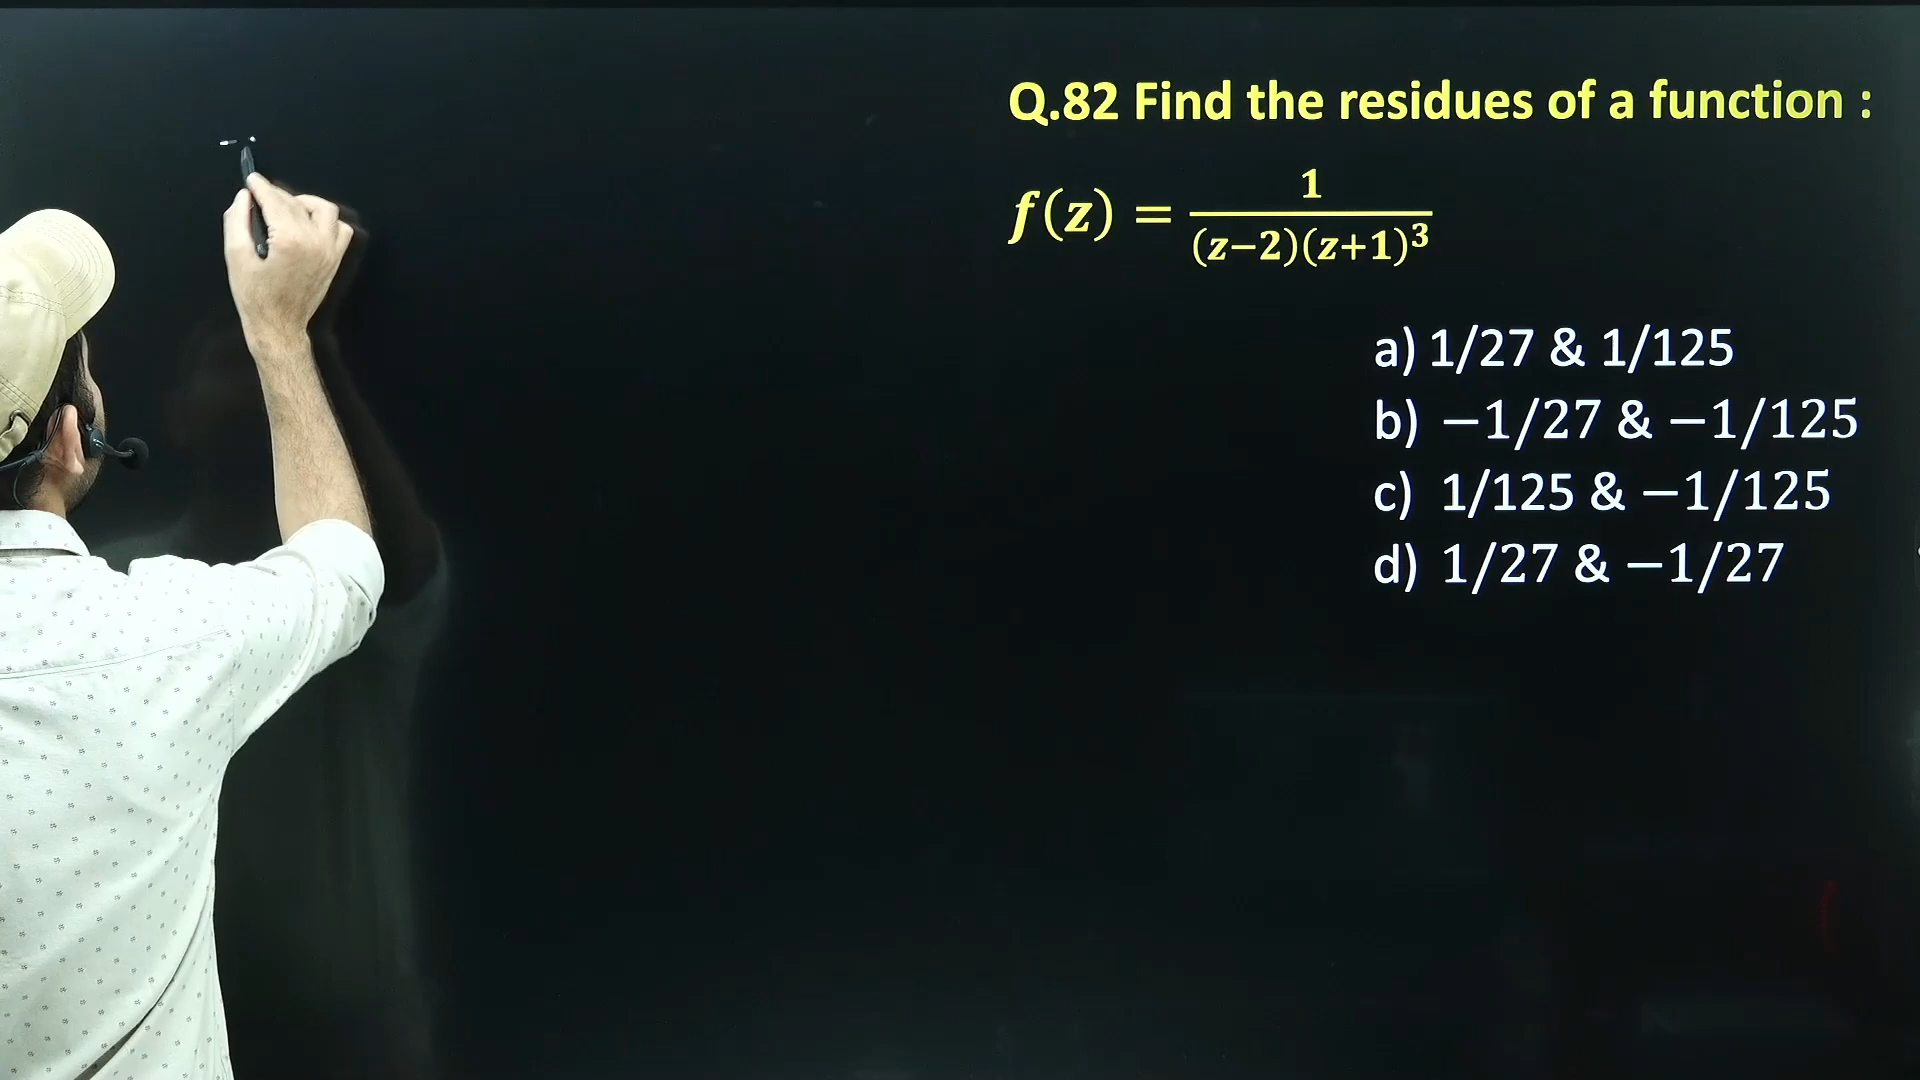 Q.82 Find the residues of a function :
f(z) = 1/((z−2)(z+1)³)
a) 1/27 & 1/125
b) −1/27 & −1/125
c) 1/125 & −1/125
d) 1/27 & −1/27